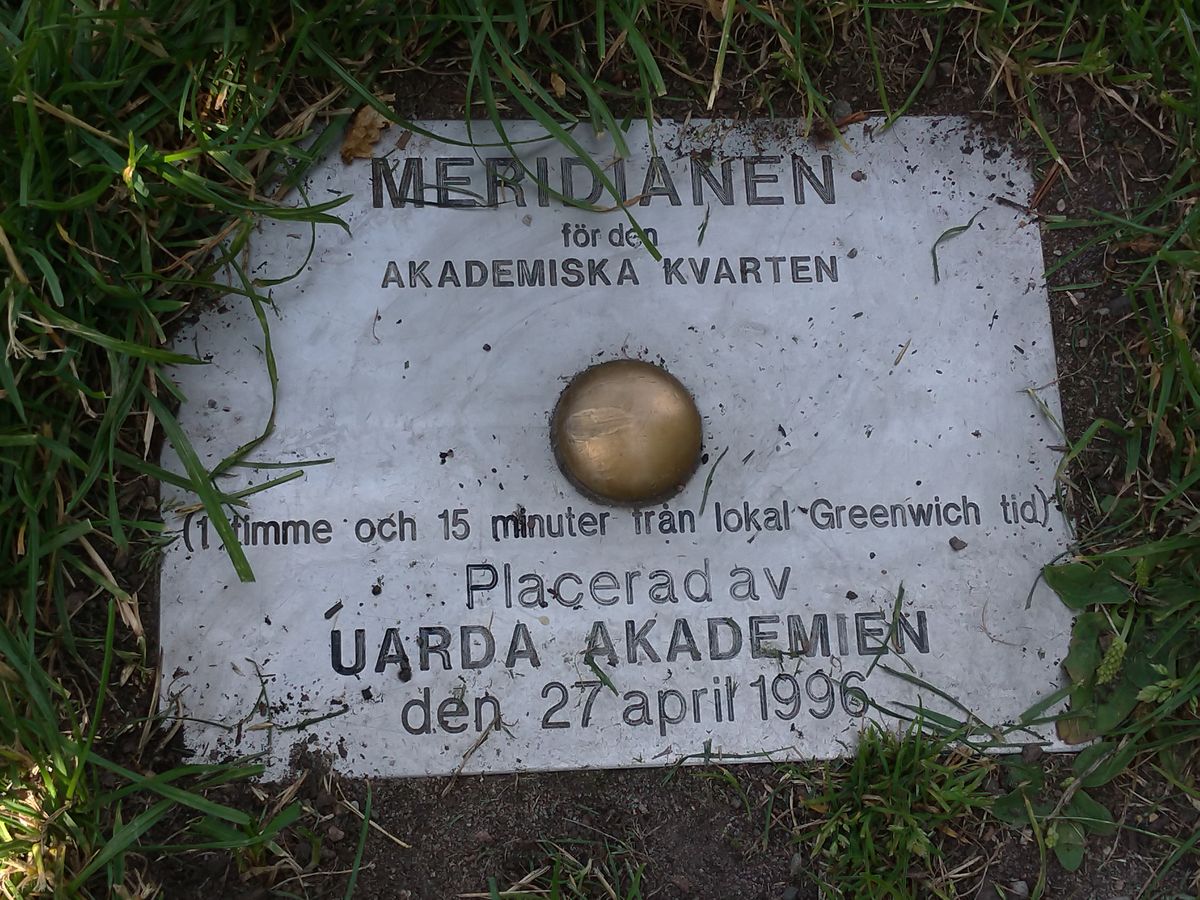 MERIDIANEN
för den
AKADEMISKA KVARTEN
(1 timme och 15 minuter från lokal Greenwich tid)
Placerad av
UARDA AKADEMIEN
den 27 april 1996